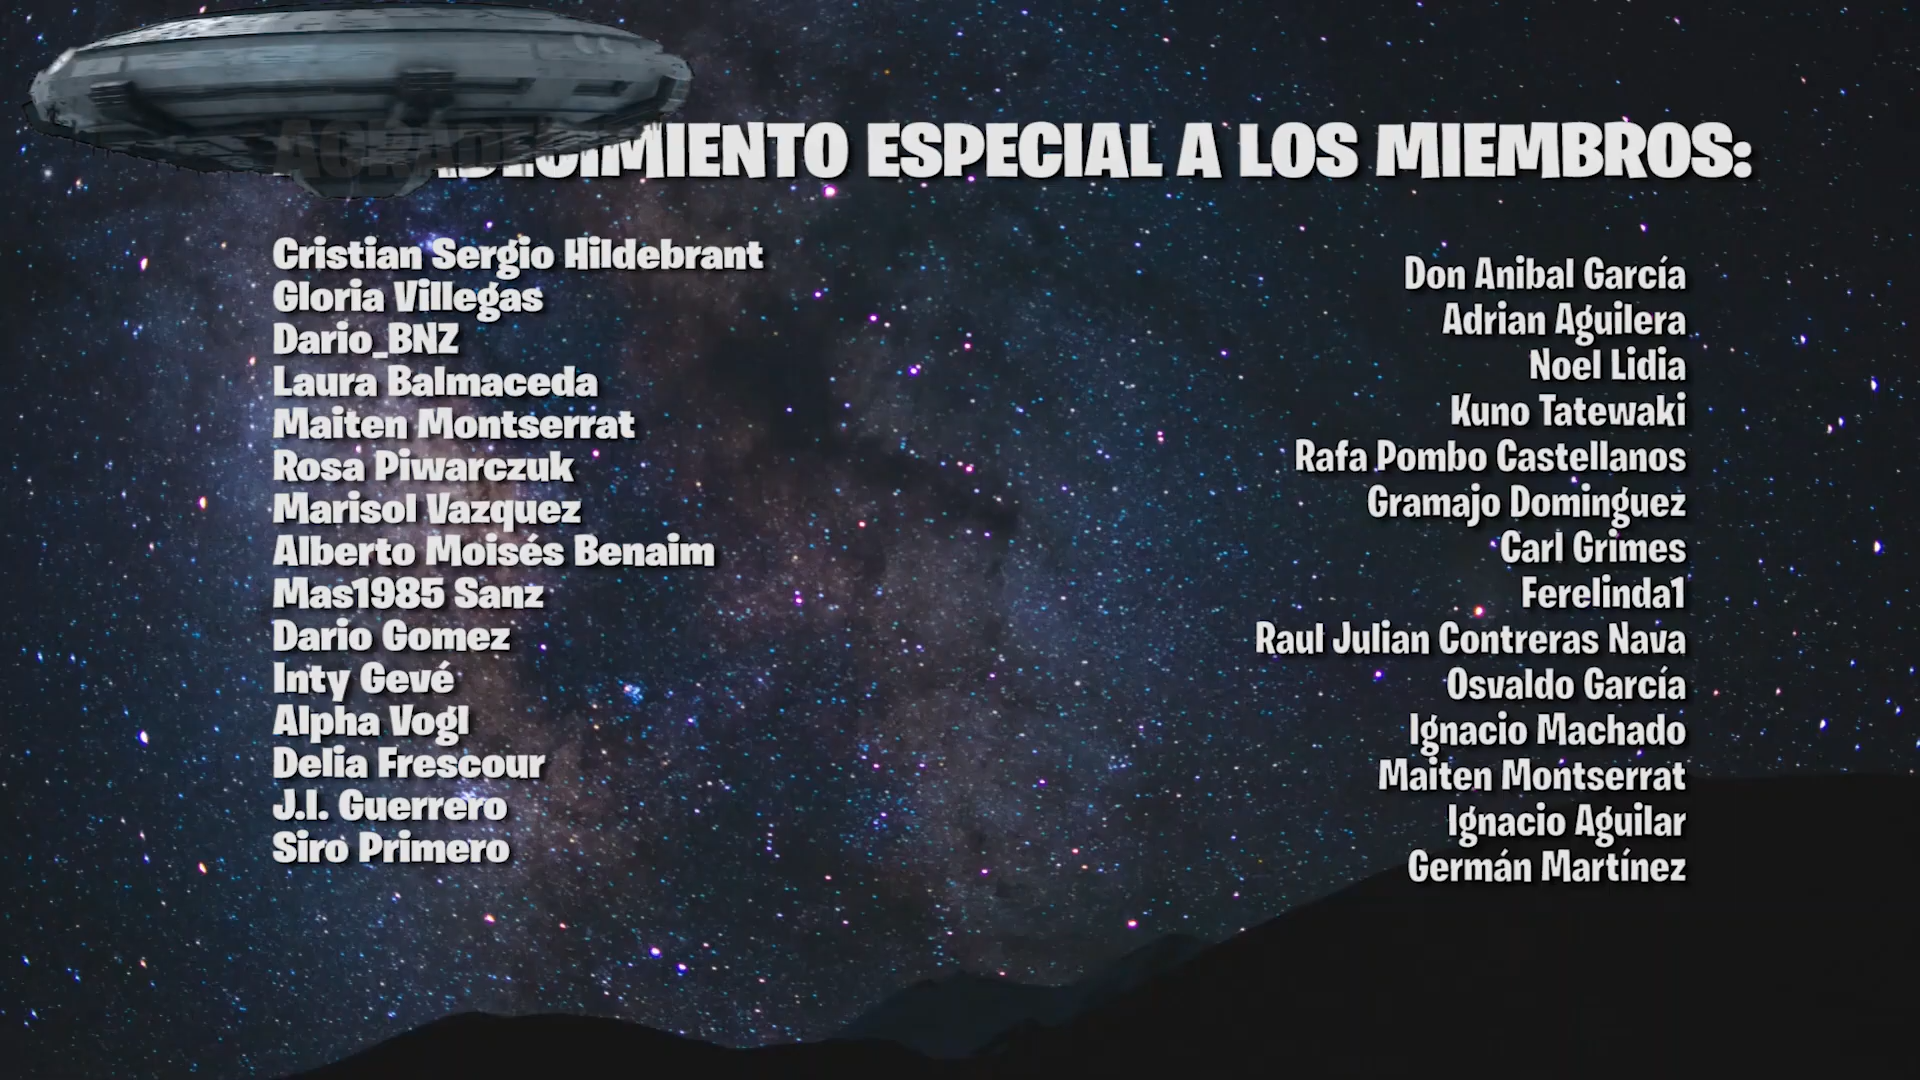 AGRADECIMIENTO ESPECIAL A LOS MIEMBROS:
Cristian Sergio Hildebrant
Gloria Villegas
Dario_BNZ
Laura Balmaceda
Maiten Montserrat
Rosa Piwarczuk
Marisol Vazquez
Alberto Moisés Benaim
Mas1985 Sanz
Dario Gomez
Inty Gevé
Alpha Vogl
Delia Frescour
J.I. Guerrero
Siro Primero
Don Anibal García
Adrian Aguilera
Noel Lidia
Kuno Tatewaki
Rafa Pombo Castellanos
Gramajo Dominguez
Carl Grimes
Ferelinda1
Raul Julian Contreras Nava
Osvaldo García
Ignacio Machado
Maiten Montserrat
Ignacio Aguilar
Germán Martínez